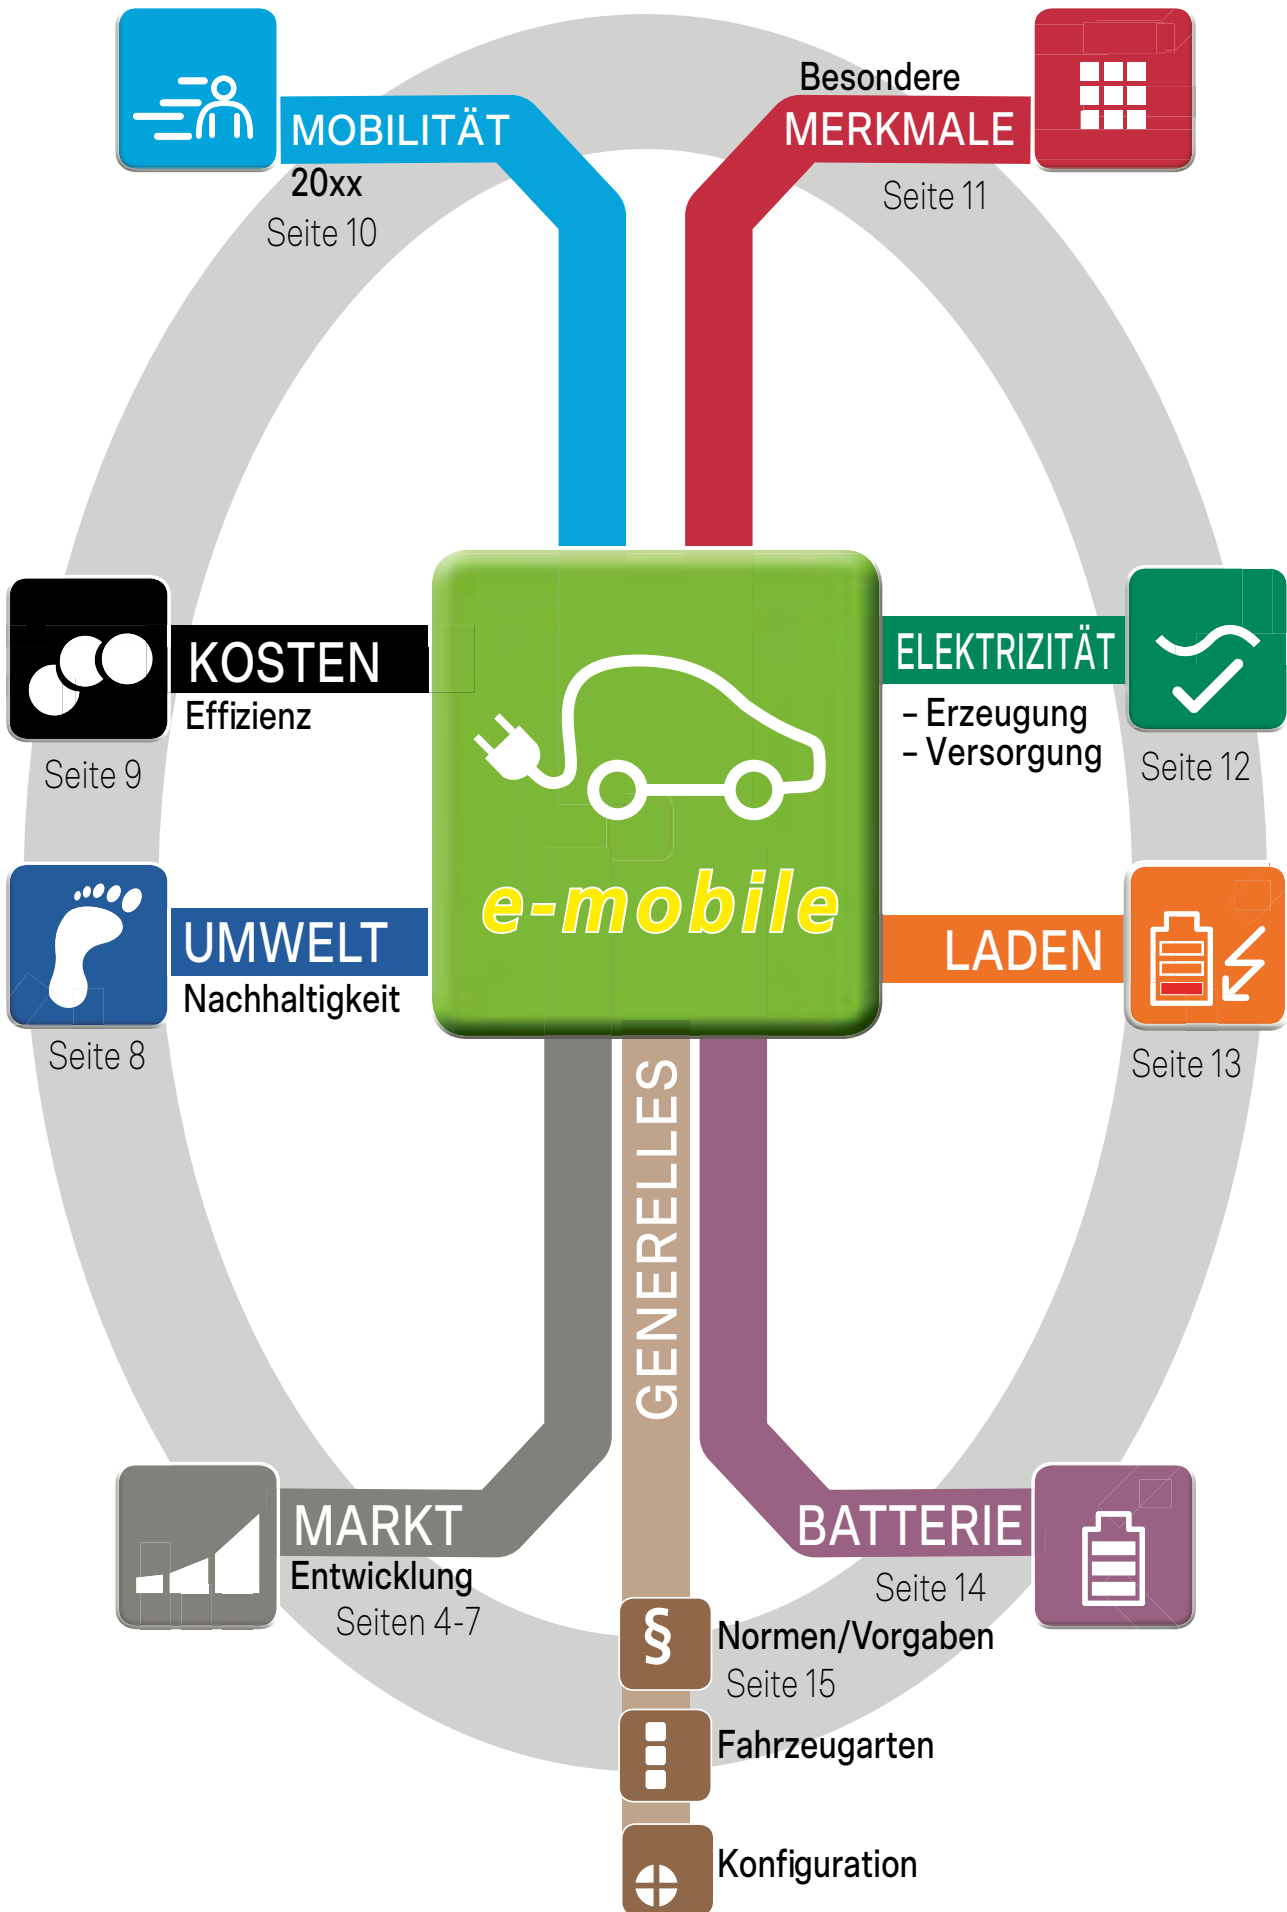 MOBILITÄT
20xx
Seite 10
Besondere
MERKMALE
Seite 11
KOSTEN
Effizienz
Seite 9
ELEKTRIZITÄT
– Erzeugung
– Versorgung
Seite 12
e-mobile
UMWELT
Nachhaltigkeit
Seite 8
LADEN
Seite 13
GENERELLES
MARKT
Entwicklung
Seiten 4-7
BATTERIE
Seite 14
§
Normen/Vorgaben
Seite 15
Fahrzeugarten
Konfiguration